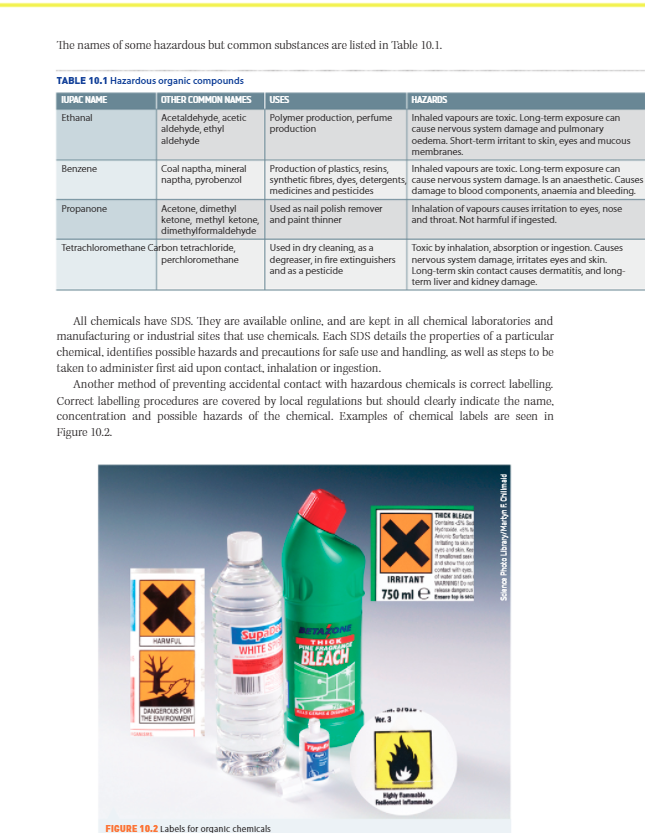 The names of some hazardous but common substances are listed in Table 10.1.
TABLE 10.1 Hazardous organic compounds
IUPAC NAME OTHER COMMON NAMES USES HAZARDS
Ethanal Acetaldehyde, acetic Polymer production, perfume Inhaled vapours are toxic. Long-term exposure can
aldehyde, ethyl production cause nervous system damage and pulmonary
aldehyde oedema. Short-term irritant to skin, eyes and mucous
membranes.
Benzene Coal naptha, mineral Production of plastics, resins, Inhaled vapours are toxic. Long-term exposure can
naptha, pyrobenzol synthetic fibres, dyes, detergents, cause nervous system damage. Is an anaesthetic. Causes
medicines and pesticides damage to blood components, anaemia and bleeding.
Propanone Acetone, dimethyl Used as nail polish remover Inhalation of vapours causes irritation to eyes, nose
ketone, methyl ketone, and paint thinner and throat. Not harmful if ingested.
dimethylformaldehyde
Tetrachloromethane Carbon tetrachloride, Used in dry cleaning, as a Toxic by inhalation, absorption or ingestion. Causes
perchloromethane degreaser, in fire extinguishers nervous system damage, irritates eyes and skin.
and as a pesticide Long-term skin contact causes dermatitis, and long-
term liver and kidney damage.
All chemicals have SDS. They are available online, and are kept in all chemical laboratories and
manufacturing or industrial sites that use chemicals. Each SDS details the properties of a particular
chemical, identifies possible hazards and precautions for safe use and handling, as well as steps to be
taken to administer first aid upon contact, inhalation or ingestion.
Another method of preventing accidental contact with hazardous chemicals is correct labelling.
Correct labelling procedures are covered by local regulations but should clearly indicate the name,
concentration and possible hazards of the chemical. Examples of chemical labels are seen in
Figure 10.2.
Science Photo Library/Martyn F. Chillmaid
THICK BLEACH
Contains <5%
IRRITANT
750 ml e
HARMFUL
DANGEROUS FOR
THE ENVIRONMENT
WHITE
BETAZONE
THICK
PINE FRAGRANCE
BLEACH
Ver. 3
Highly flammable
Facilement inflammable
FIGURE 10.2 Labels for organic chemicals